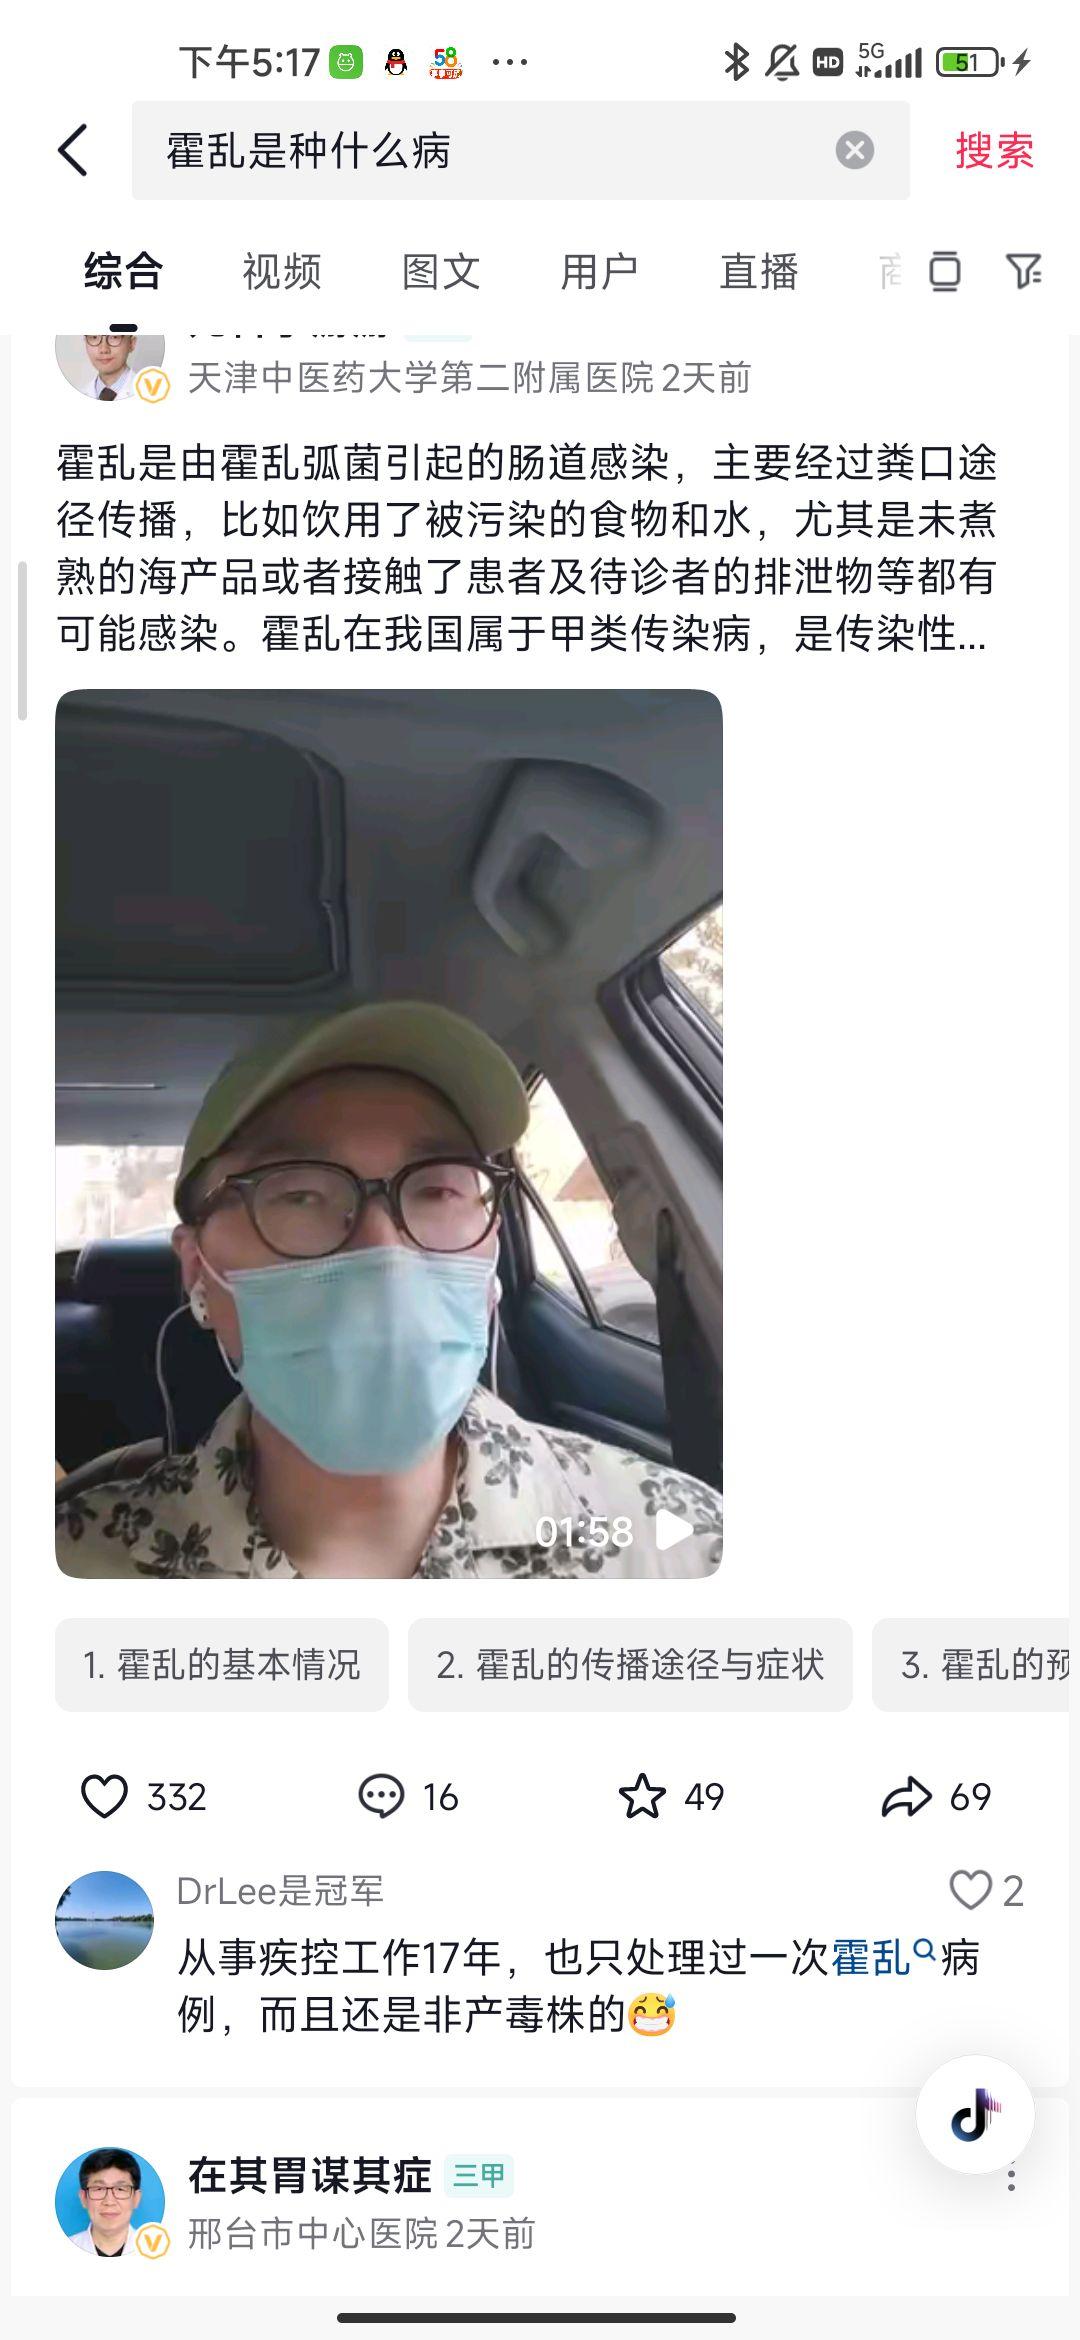 下午5:17 58 ... HD 5G 51
霍乱是种什么病 搜索
综合 视频 图文 用户 直播
天津中医药大学第二附属医院 2天前
霍乱是由霍乱弧菌引起的肠道感染，主要经过粪口途
径传播，比如饮用了被污染的食物和水，尤其是未煮
熟的海产品或者接触了患者及待诊者的排泄物等都有
可能感染。霍乱在我国属于甲类传染病，是传染性...
01:58
1. 霍乱的基本情况 2. 霍乱的传播途径与症状 3. 霍乱的预
332 16 49 69
DrLee是冠军 2
从事疾控工作17年，也只处理过一次霍乱病
例，而且还是非产毒株的😅
在其胃谋其症 三甲
邢台市中心医院 2天前